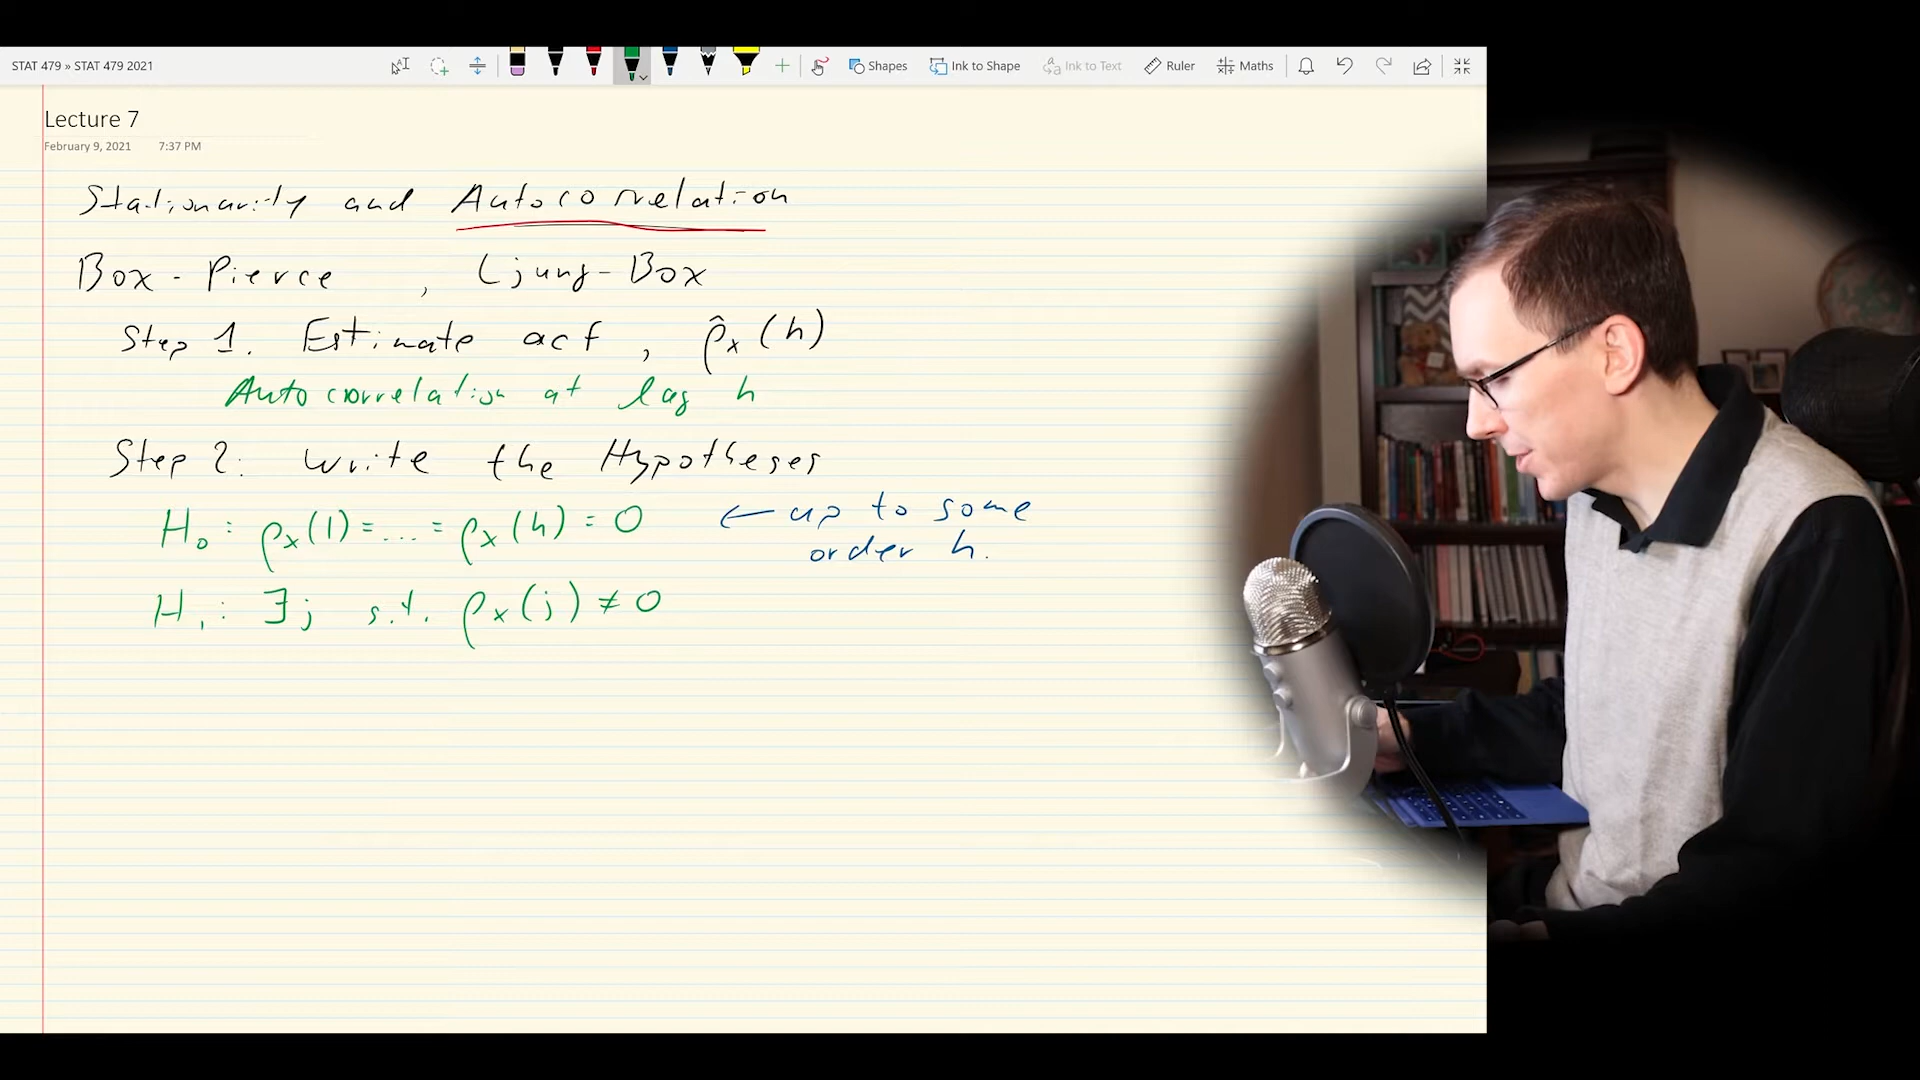 STAT 479 » STAT 479 2021
Shapes Ink to Shape Ink to Text Ruler Maths
Lecture 7
February 9, 2021 7:37 PM
Stationarity and Autocorrelation
Box-Pierce , Ljung-Box
Step 1. Estimate acf , ρ̂ₓ(h)
Autocorrelation at lag h
Step 2: Write the Hypotheses
H₀ : ρₓ(1) = ... = ρₓ(h) = 0 ← up to some
order h.
H₁ : ∃j s.t. ρₓ(j) ≠ 0